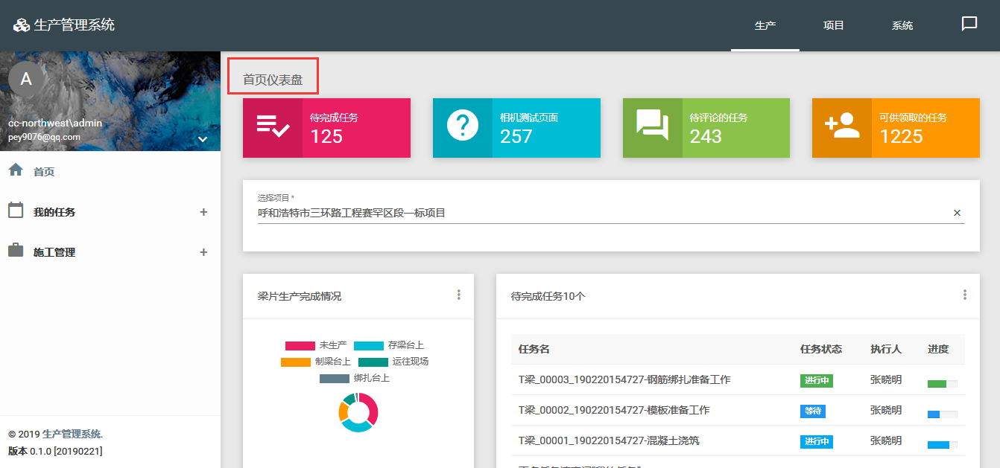 生产管理系统
生产
项目
系统
A
cc-northwest\admin
pey9076@qq.com
首页
我的任务
+
施工管理
+
© 2019 生产管理系统.
版本 0.1.0 [20190221]
首页仪表盘
待完成任务
125
相机测试页面
257
待评论的任务
243
可供领取的任务
1225
选择项目 *
呼和浩特市三环路工程赛罕区段一标项目
×
梁片生产完成情况
未生产 存梁台上
制梁台上 运往现场
绑扎台上
待完成任务10个
任务名 任务状态 执行人 进度
T梁_00003_190220154727-钢筋绑扎准备工作 进行中 张晓明
T梁_00002_190220154727-模板准备工作 等待 张晓明
T梁_00001_190220154727-混凝土浇筑 进行中 张晓明